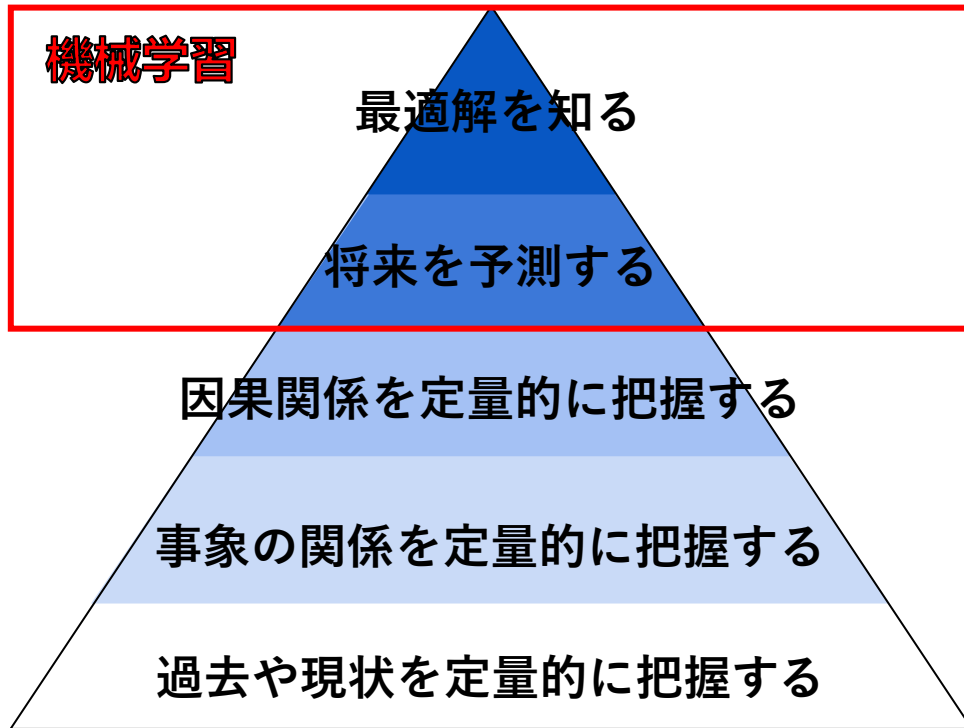 機械学習
最適解を知る
将来を予測する
因果関係を定量的に把握する
事象の関係を定量的に把握する
過去や現状を定量的に把握する